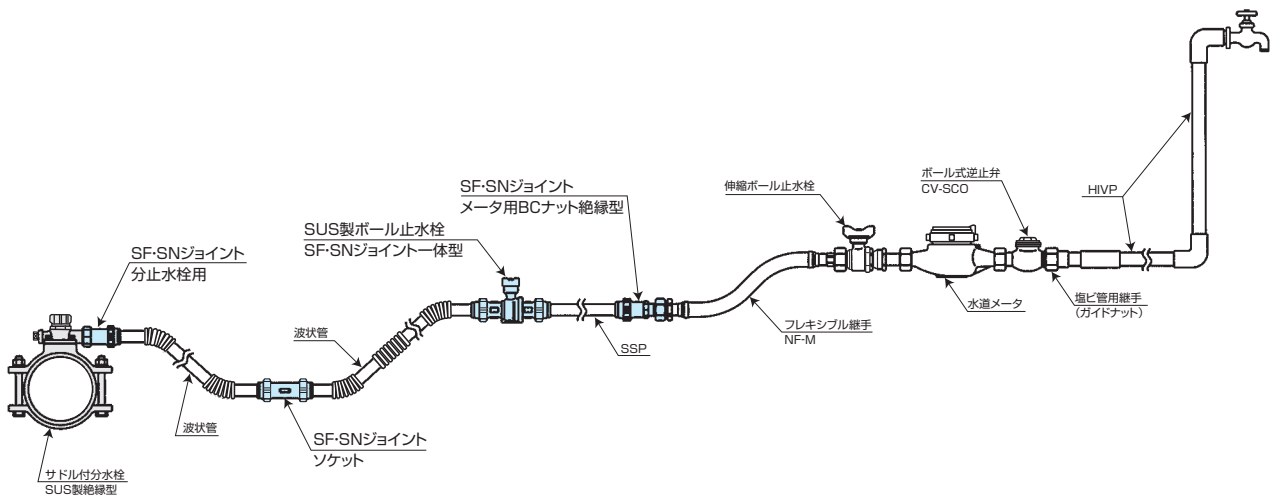 SF・SNジョイント
分止水栓用
サドル付分水栓
SUS製絶縁型
波状管
SF・SNジョイント
ソケット
波状管
SUS製ボール止水栓
SF・SNジョイント一体型
SSP
SF・SNジョイント
メータ用BCナット絶縁型
フレキシブル継手
NF-M
伸縮ボール止水栓
水道メータ
ボール式逆止弁
CV-SCO
塩ビ管用継手
(ガイドナット)
HIVP